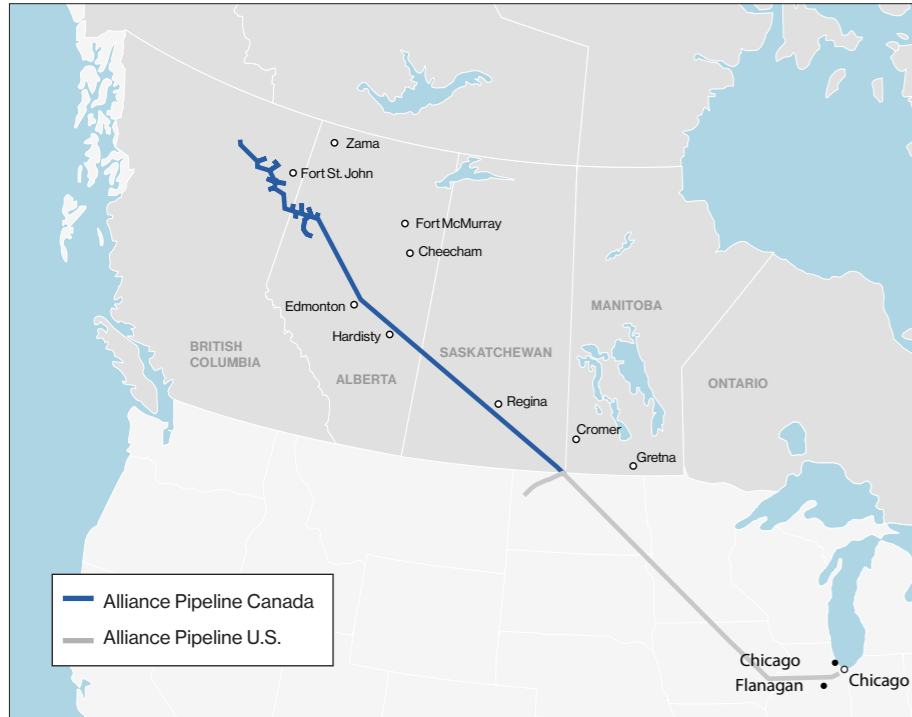 Zama
Fort St. John
Fort McMurray
Cheecham
Edmonton
MANITOBA
Hardisty
BRITISH
COLUMBIA
SASKATCHEWAN
ALBERTA
ONTARIO
Regina
Cromer
Gretna
Alliance Pipeline Canada
Alliance Pipeline U.S.
Chicago
Chicago
Flanagan